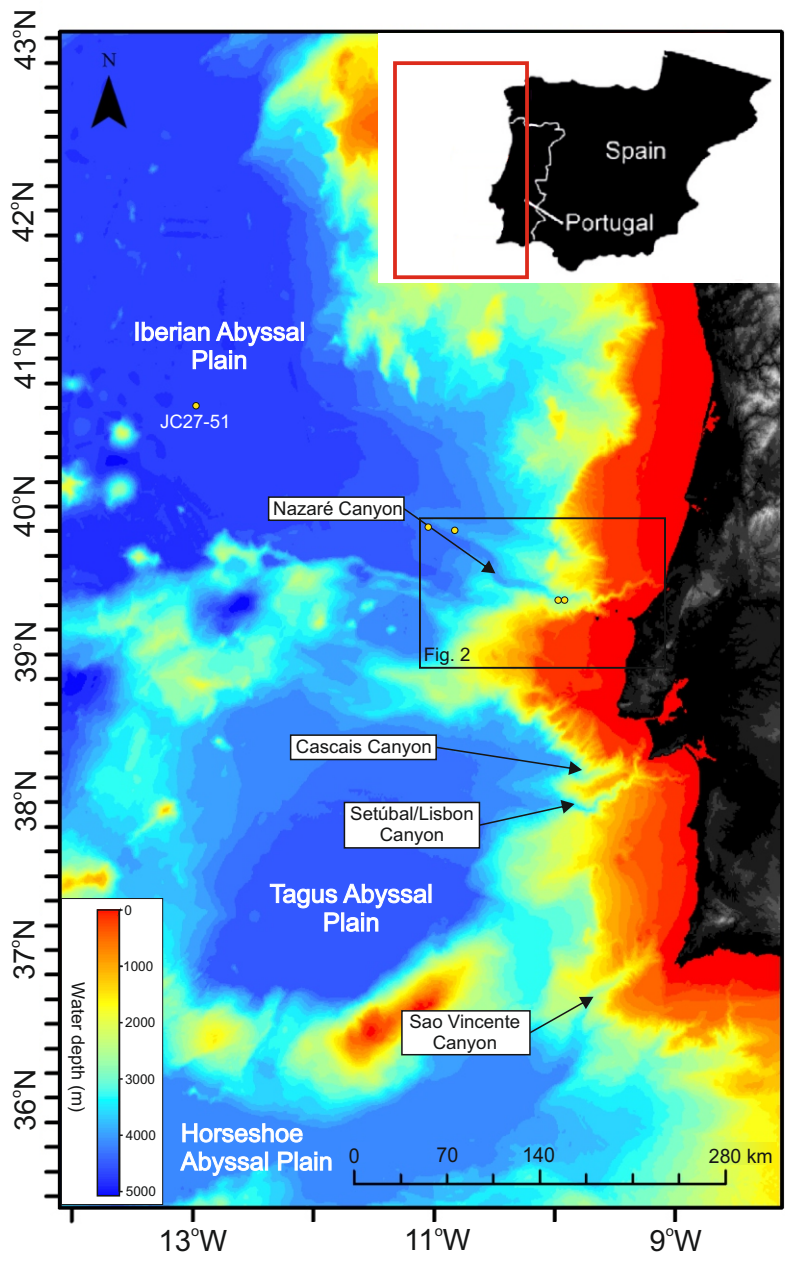 43°N
N
Spain
Portugal
42°N
Iberian Abyssal
Plain
41°N
JC27-51
40°N
Nazaré Canyon
39°N
Fig. 2
Cascais Canyon
38°N
Setúbal/Lisbon
Canyon
Tagus Abyssal
Plain
37°N
0
1000
2000
3000
4000
5000
Water depth (m)
Sao Vincente
Canyon
36°N
Horseshoe
Abyssal Plain
0 70 140 280 km
13°W 11°W 9°W